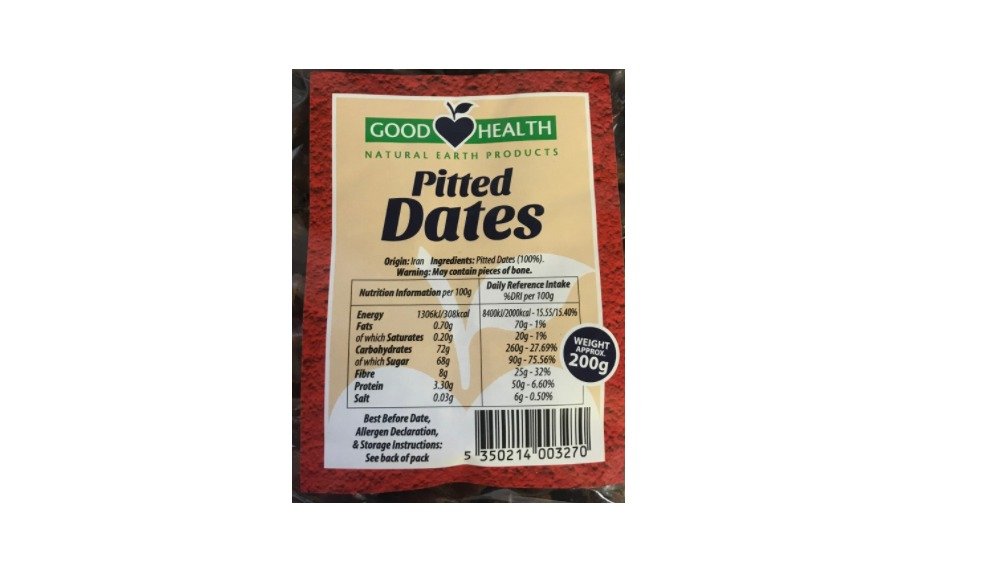 GOOD HEALTH
NATURAL EARTH PRODUCTS
Pitted
Dates
Origin: Iran Ingredients: Pitted Dates (100%).
Warning: May contain pieces of bone.
Nutrition Information per 100g
Daily Reference Intake
%DRI per 100g
Energy 1306kJ/308kcal 8400kJ/2000kcal - 15.55/15.40%
Fats 0.70g 70g - 1%
of which Saturates 0.20g 20g - 1%
Carbohydrates 72g 260g - 27.69%
of which Sugar 68g 90g - 75.56%
Fibre 8g 25g - 32%
Protein 3.30g 50g - 6.60%
Salt 0.03g 6g - 0.50%
WEIGHT
APPROX.
200g
Best Before Date,
Allergen Declaration,
& Storage Instructions:
See back of pack
5 350214 003270